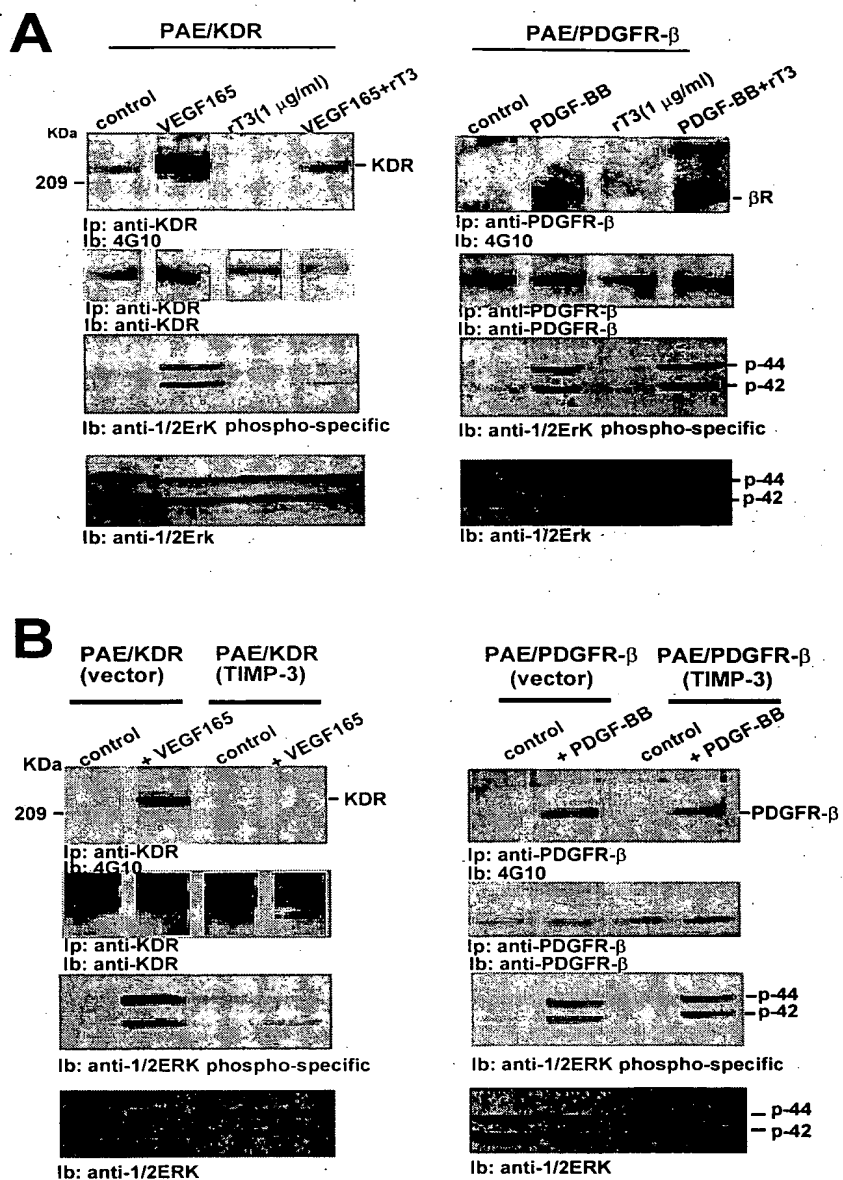 A
PAE/KDR
control
VEGF165
rT3(1 µg/ml)
VEGF165+rT3
KDa
209
KDR
Ip: anti-KDR
Ib: 4G10
Ip: anti-KDR
Ib: anti-KDR
Ib: anti-1/2ErK phospho-specific
Ib: anti-1/2Erk
PAE/PDGFR-β
control
PDGF-BB
rT3(1 µg/ml)
PDGF-BB+rT3
βR
Ip: anti-PDGFR-β
Ib: 4G10
Ip: anti-PDGFR-β
Ib: anti-PDGFR-β
p-44
p-42
Ib: anti-1/2ErK phospho-specific
p-44
p-42
Ib: anti-1/2Erk
B
PAE/KDR
(vector)
PAE/KDR
(TIMP-3)
control
+ VEGF165
control
+ VEGF165
KDa
209
KDR
Ip: anti-KDR
Ib: 4G10
Ip: anti-KDR
Ib: anti-KDR
Ib: anti-1/2ERK phospho-specific
Ib: anti-1/2ERK
PAE/PDGFR-β
(vector)
PAE/PDGFR-β
(TIMP-3)
control
+ PDGF-BB
control
+ PDGF-BB
PDGFR-β
Ip: anti-PDGFR-β
Ib: 4G10
Ip: anti-PDGFR-β
Ib: anti-PDGFR-β
p-44
p-42
Ib: anti-1/2ERK phospho-specific
p-44
p-42
Ib: anti-1/2ERK